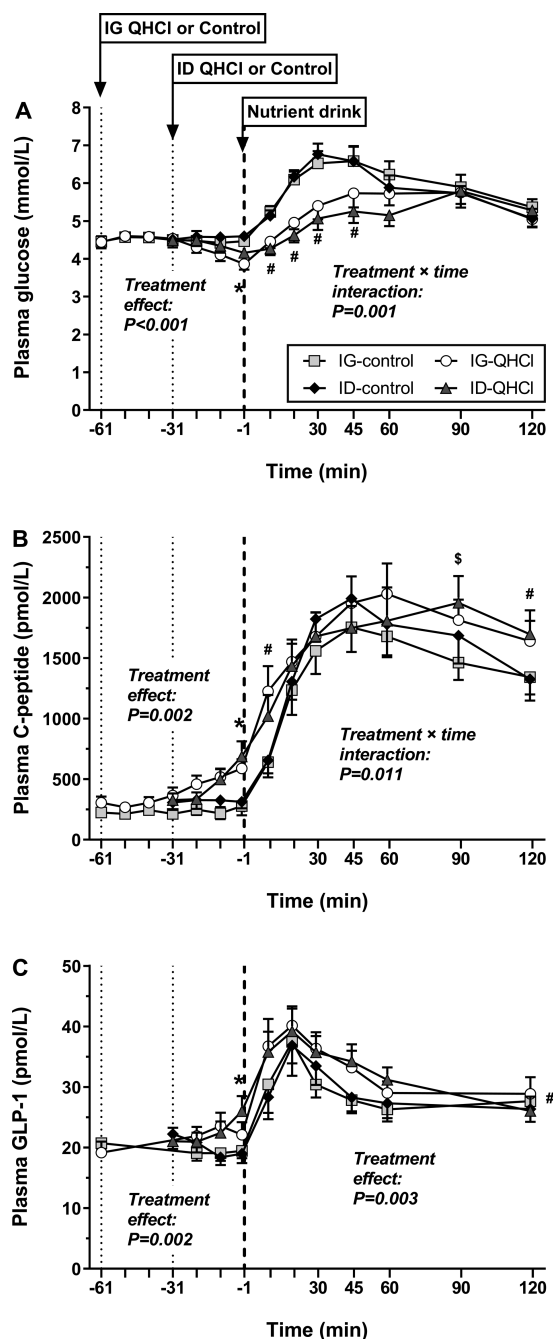 IG QHCl or Control
ID QHCl or Control
Nutrient drink
A
Plasma glucose (mmol/L)
8
7
6
5
4
3
2
1
0
Treatment
effect:
P<0.001
*
# # # #
Treatment × time
interaction:
P=0.001
IG-control IG-QHCl
ID-control ID-QHCl
-61 -31 -1 30 45 60 90 120
Time (min)
B
Plasma C-peptide (pmol/L)
2500
2000
1500
1000
500
0
Treatment
effect:
P=0.002
*
#
$
#
Treatment × time
interaction:
P=0.011
-61 -31 -1 30 45 60 90 120
Time (min)
C
Plasma GLP-1 (pmol/L)
50
40
30
20
10
0
*
#
Treatment
effect:
P=0.002
Treatment
effect:
P=0.003
-61 -31 -1 30 45 60 90 120
Time (min)